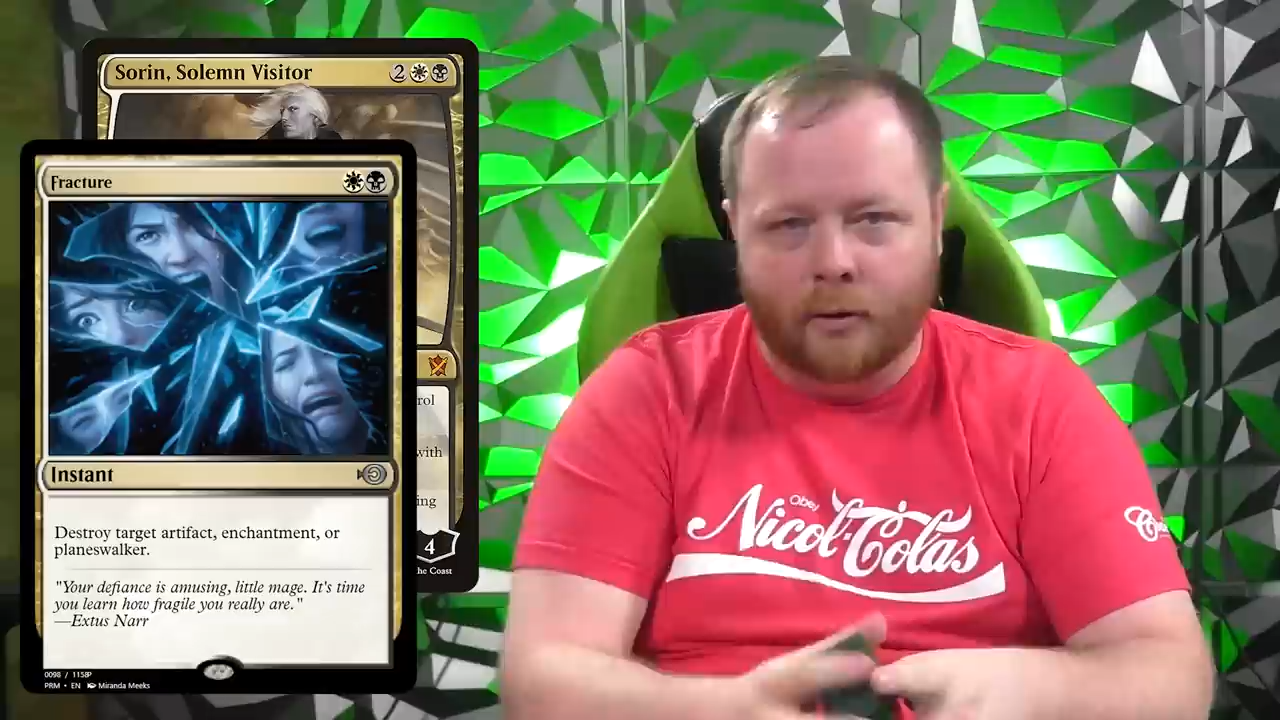 Sorin, Solemn Visitor 2
Fracture
Instant
rol
with
ing
Destroy target artifact, enchantment, or
planeswalker.
4
he Coast
"Your defiance is amusing, little mage. It's time
you learn how fragile you really are."
—Extus Narr
0098 / 1158P
PRM • EN Miranda Meeks
Obey
Nicol-Colas